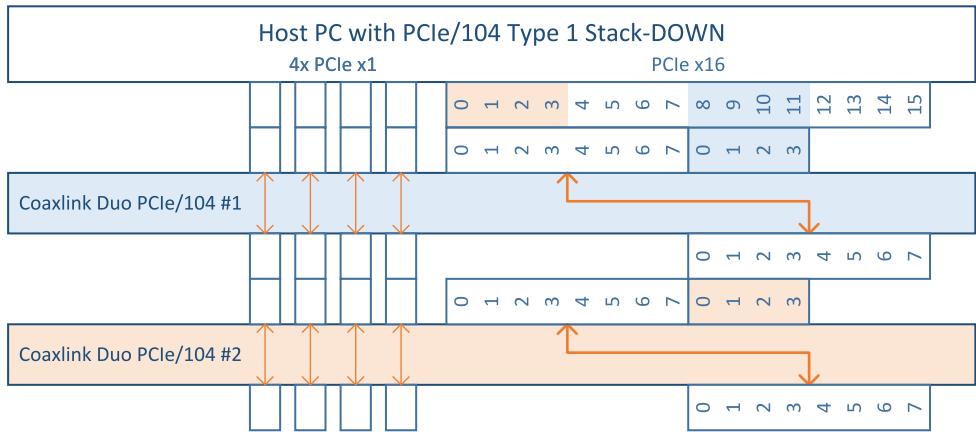 Host PC with PCIe/104 Type 1 Stack-DOWN
4x PCIe x1 PCIe x16
0 1 2 3 4 5 6 7 8 9 10 11 12 13 14 15
0 1 2 3 4 5 6 7 0 1 2 3
Coaxlink Duo PCIe/104 #1
0 1 2 3 4 5 6 7
0 1 2 3 4 5 6 7 0 1 2 3
Coaxlink Duo PCIe/104 #2
0 1 2 3 4 5 6 7